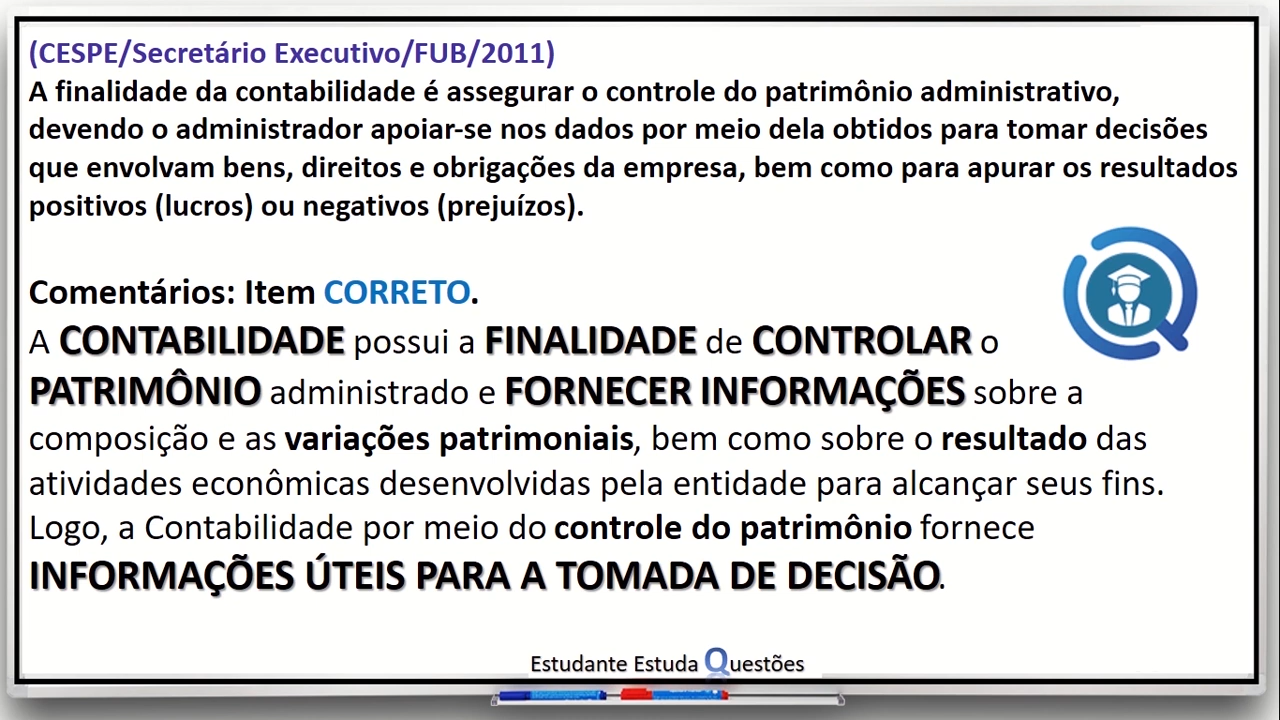 (CESPE/Secretário Executivo/FUB/2011)
A finalidade da contabilidade é assegurar o controle do patrimônio administrativo,
devendo o administrador apoiar-se nos dados por meio dela obtidos para tomar decisões
que envolvam bens, direitos e obrigações da empresa, bem como para apurar os resultados
positivos (lucros) ou negativos (prejuízos).
Comentários: Item CORRETO.
A CONTABILIDADE possui a FINALIDADE de CONTROLAR o
PATRIMÔNIO administrado e FORNECER INFORMAÇÕES sobre a
composição e as variações patrimoniais, bem como sobre o resultado das
atividades econômicas desenvolvidas pela entidade para alcançar seus fins.
Logo, a Contabilidade por meio do controle do patrimônio fornece
INFORMAÇÕES ÚTEIS PARA A TOMADA DE DECISÃO.
Estudante Estuda Questões